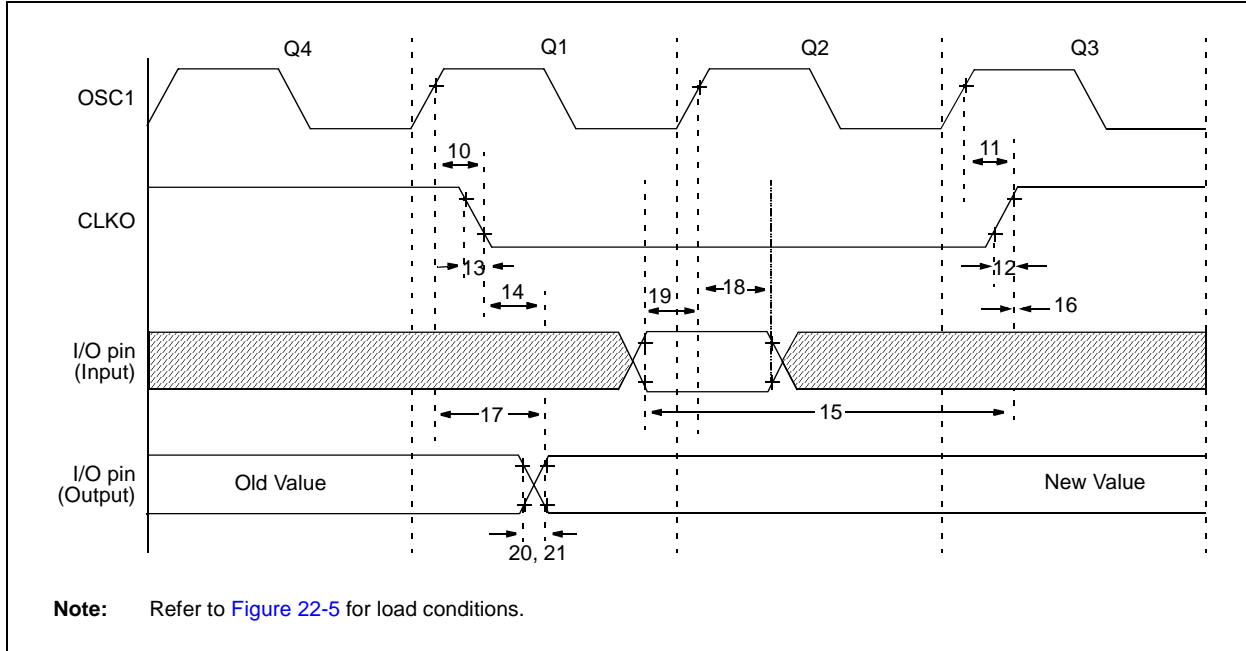 Q4 Q1 Q2 Q3
OSC1
10 11
CLKO
13 12
14 19 18 16
I/O pin
(Input)
17 15
I/O pin
(Output)
Old Value New Value
20, 21
Note: Refer to Figure 22-5 for load conditions.